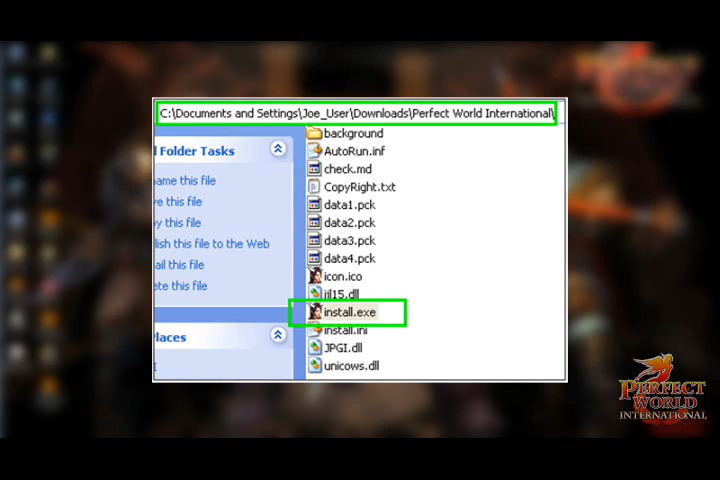 C:\Documents and Settings\Joe_User\Downloads\Perfect World International\
background
Folder Tasks
AutoRun.inf
check.md
name this file
CopyRight.txt
ve this file
data1.pck
py this file
data2.pck
lish this file to the Web
data3.pck
ail this file
data4.pck
ete this file
icon.ico
ijl15.dll
install.exe
install.ini
laces
JPGI.dll
unicows.dll
PERFECT
WORLD
INTERNATIONAL